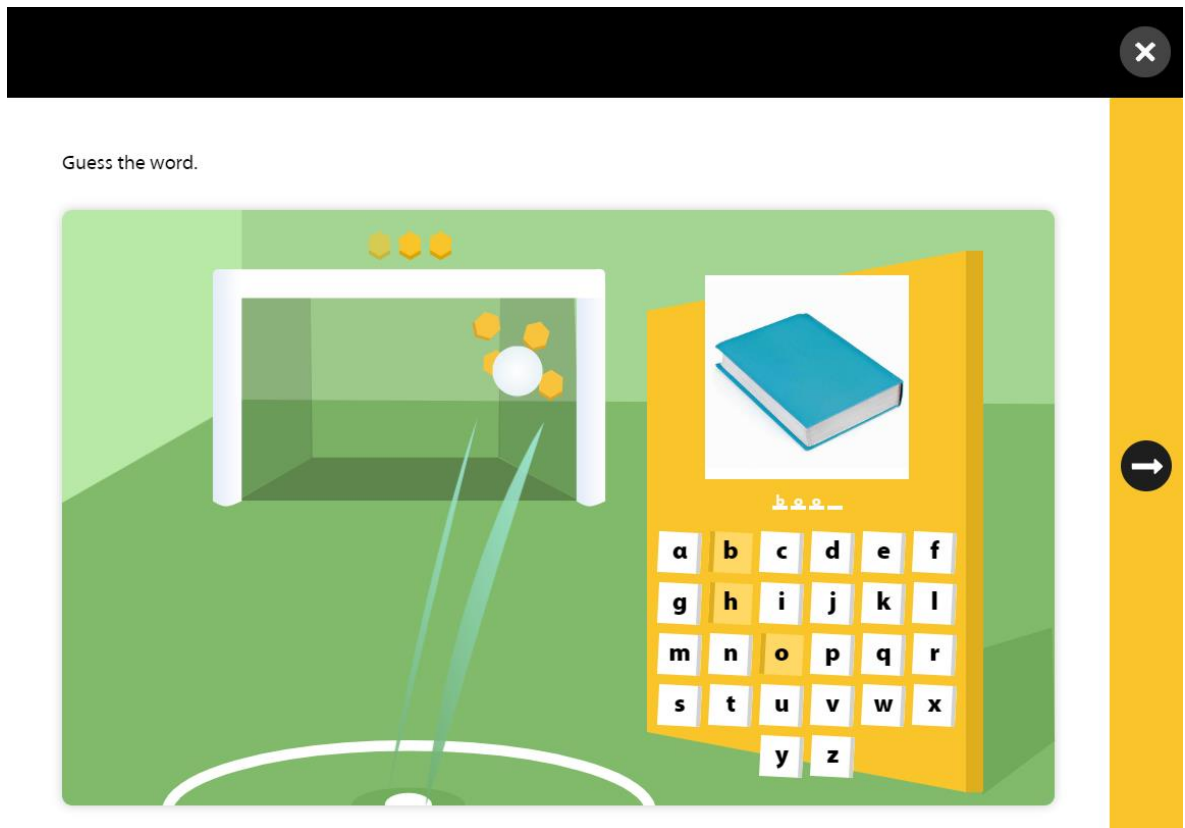 Guess the word.
b o o _
a b c d e f
g h i j k l
m n o p q r
s t u v w x
y z